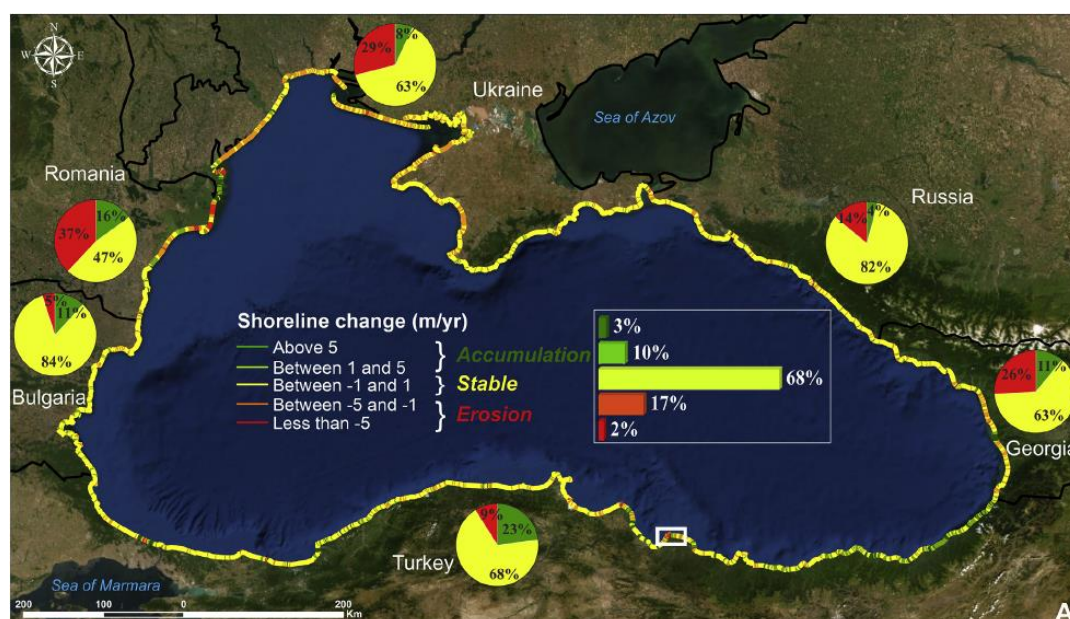 N
W E
S
29%
8%
63%
Ukraine
Sea of Azov
Romania
37%
16%
47%
Russia
14%
4%
82%
5%
11%
84%
Bulgaria
Shoreline change (m/yr)
Above 5
Between 1 and 5
Between -1 and 1
Between -5 and -1
Less than -5
Accumulation
Stable
Erosion
3%
10%
68%
17%
2%
26%
11%
63%
Georgia
9%
23%
68%
Turkey
Sea of Marmara
200 100 0 200
Km
A